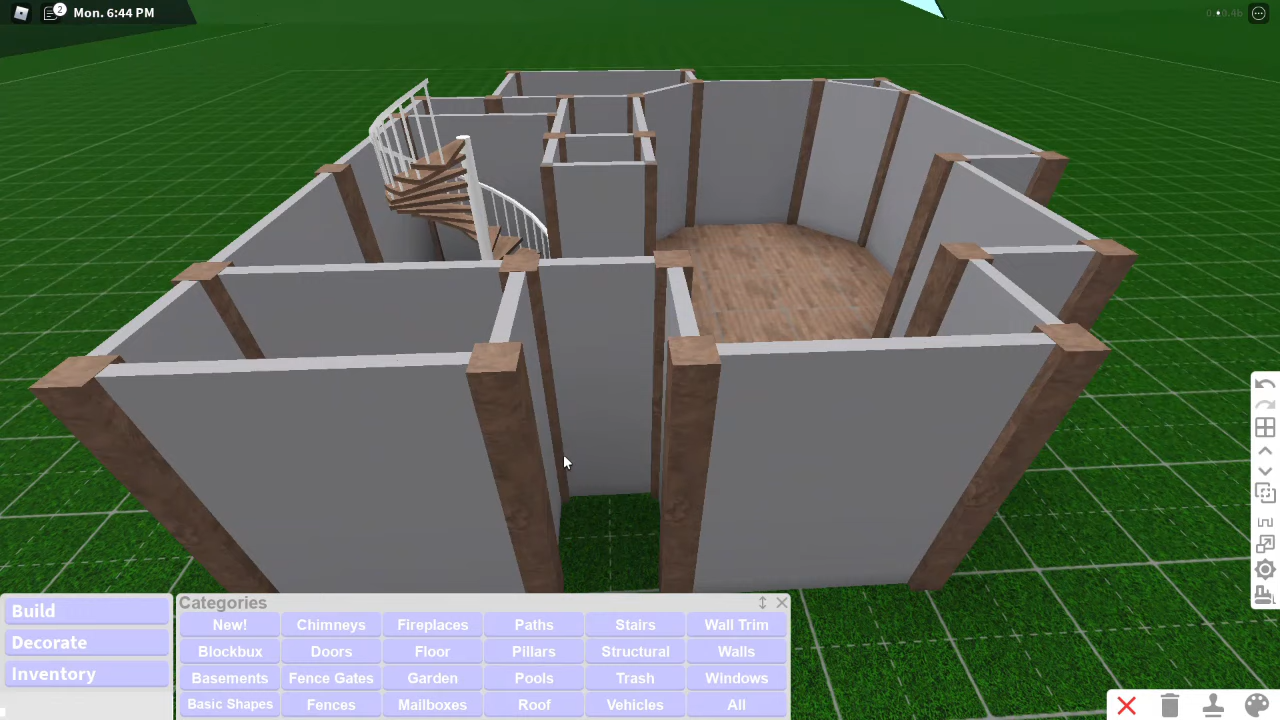 2
Mon. 6:44 PM
Build
Decorate
Inventory
Categories
New! Chimneys Fireplaces Paths Stairs Wall Trim
Blockbux Doors Floor Pillars Structural Walls
Basements Fence Gates Garden Pools Trash Windows
Basic Shapes Fences Mailboxes Roof Vehicles All